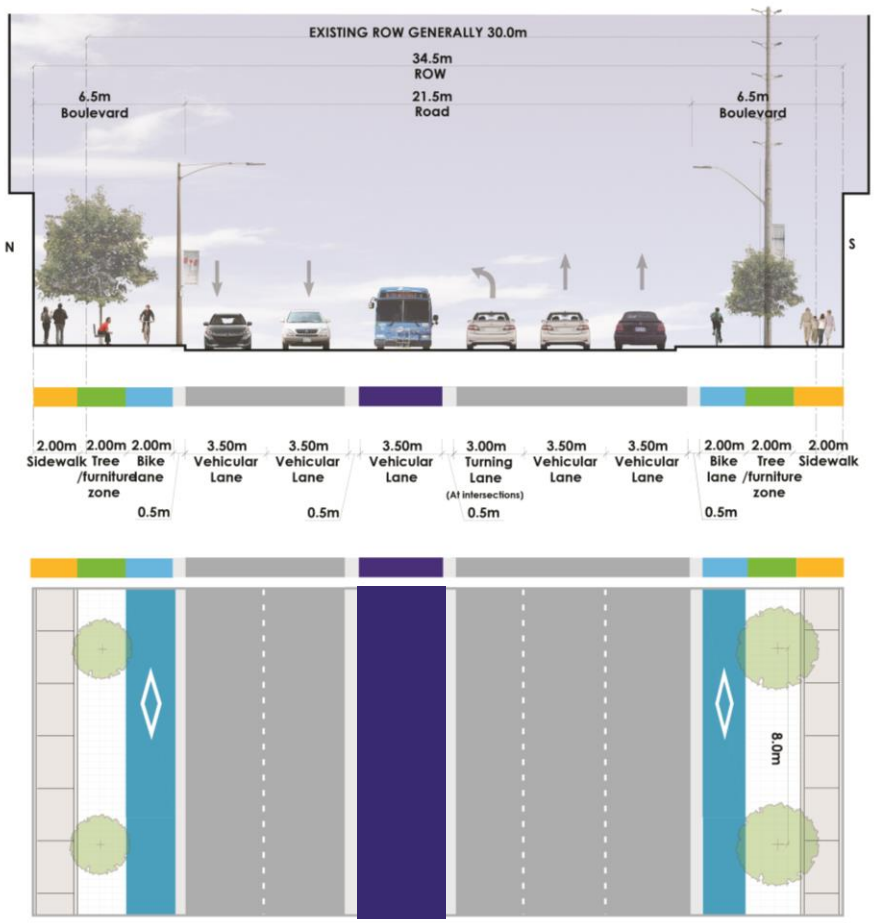 EXISTING ROW GENERALLY 30.0m
34.5m
ROW
6.5m
Boulevard
21.5m
Road
6.5m
Boulevard
N
S
2.00m
Sidewalk
2.00m
Tree
/furniture
zone
2.00m
Bike
lane
3.50m
Vehicular
Lane
3.50m
Vehicular
Lane
3.50m
Vehicular
Lane
3.00m
Turning
Lane
(At intersections)
3.50m
Vehicular
Lane
3.50m
Vehicular
Lane
2.00m
Bike
lane
2.00m
Tree
/furniture
zone
2.00m
Sidewalk
0.5m
0.5m
0.5m
0.5m
8.0m